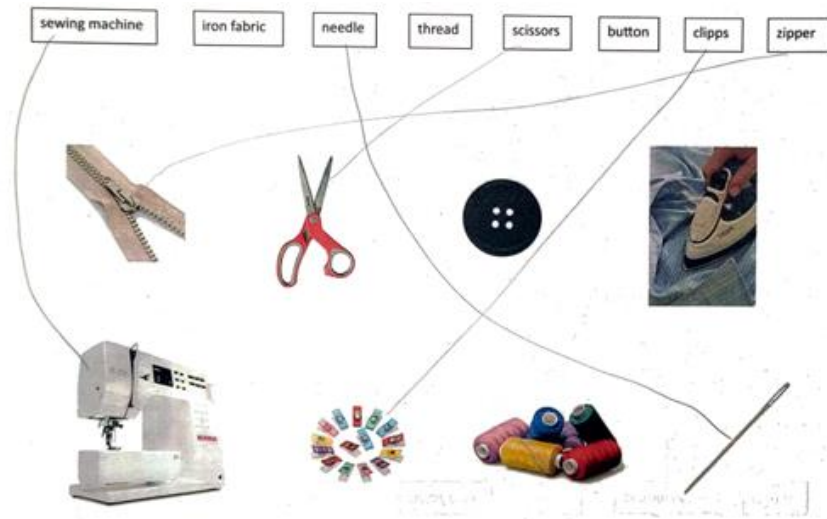 sewing machine
iron fabric
needle
thread
scissors
button
clipps
zipper